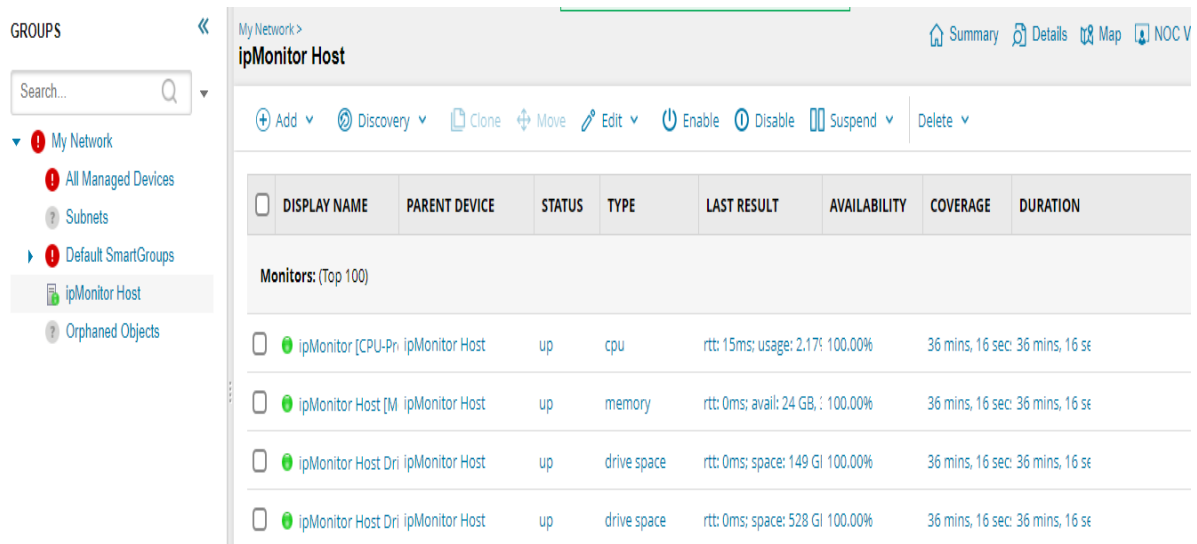 GROUPS
Search...
My Network
All Managed Devices
Subnets
Default SmartGroups
ipMonitor Host
Orphaned Objects
My Network >
ipMonitor Host
Summary Details Map NOC V
Add Discovery Clone Move Edit Enable Disable Suspend Delete
DISPLAY NAME PARENT DEVICE STATUS TYPE LAST RESULT AVAILABILITY COVERAGE DURATION
Monitors: (Top 100)
ipMonitor [CPU-Pr ipMonitor Host up cpu rtt: 15ms; usage: 2.17 100.00% 36 mins, 16 sec 36 mins, 16 se
ipMonitor Host [M ipMonitor Host up memory rtt: 0ms; avail: 24 GB, 100.00% 36 mins, 16 sec 36 mins, 16 se
ipMonitor Host Dri ipMonitor Host up drive space rtt: 0ms; space: 149 G 100.00% 36 mins, 16 sec 36 mins, 16 se
ipMonitor Host Dri ipMonitor Host up drive space rtt: 0ms; space: 528 G 100.00% 36 mins, 16 sec 36 mins, 16 se